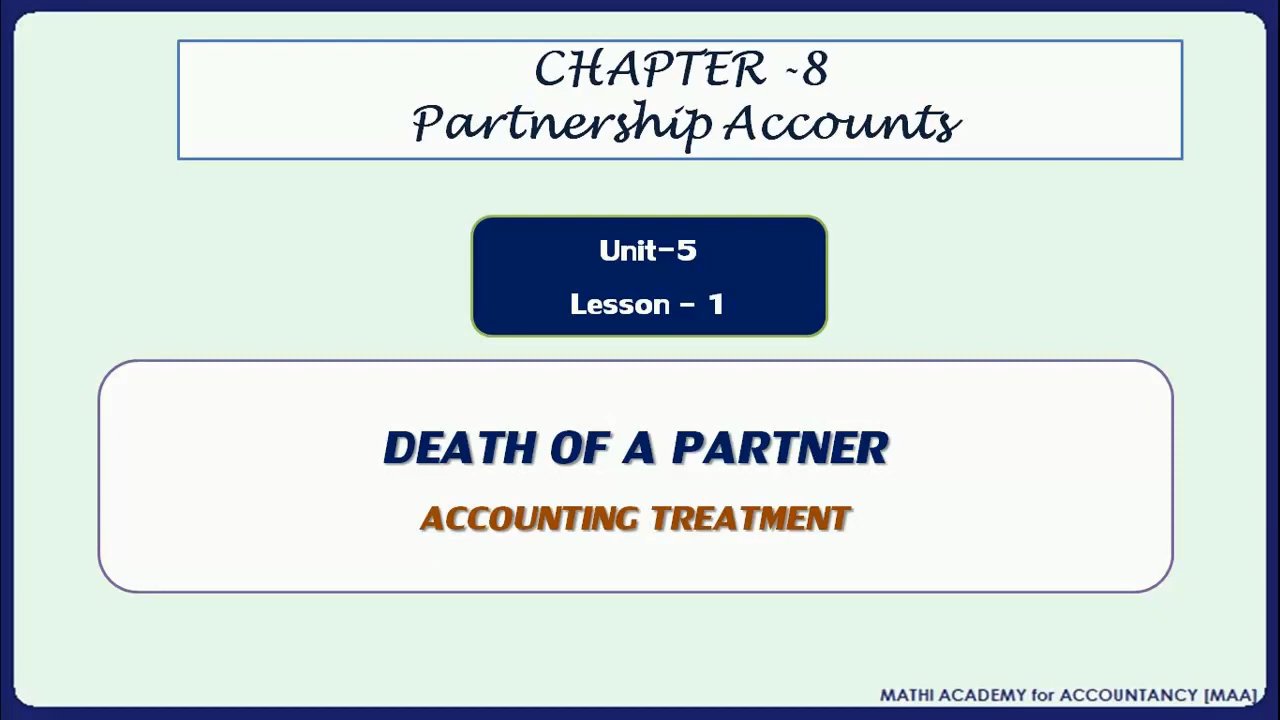 CHAPTER -8
Partnership Accounts
Unit-5
Lesson - 1
DEATH OF A PARTNER
ACCOUNTING TREATMENT
MATHI ACADEMY for ACCOUNTANCY [MAA]